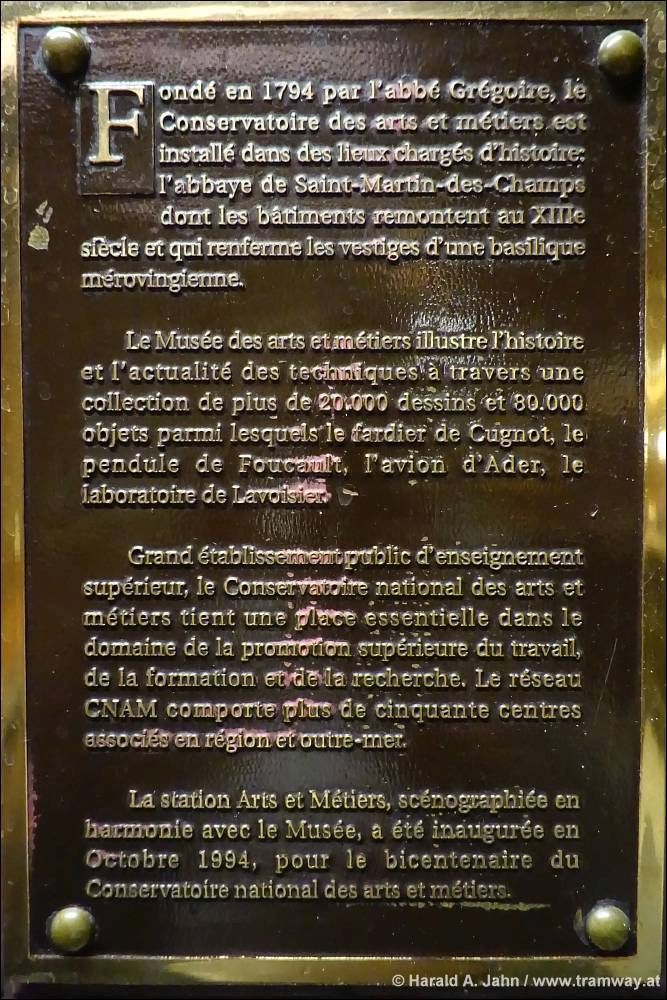 Fondé en 1794 par l'abbé Grégoire, le
Conservatoire des arts et métiers est
installé dans des lieux chargés d'histoire:
l'abbaye de Saint-Martin-des-Champs
dont les bâtiments remontent au XIIIe
siècle et qui renferme les vestiges d'une basilique
mérovingienne.
Le Musée des arts et métiers illustre l'histoire
et l'actualité des techniques à travers une
collection de plus de 20.000 dessins et 80.000
objets parmi lesquels le fardier de Cugnot, le
pendule de Foucault, l'avion d'Ader, le
laboratoire de Lavoisier.
Grand établissement public d'enseignement
supérieur, le Conservatoire national des arts et
métiers tient une place essentielle dans le
domaine de la promotion supérieure du travail,
de la formation et de la recherche. Le réseau
CNAM comporte plus de cinquante centres
associés en région et outre-mer.
La station Arts et Métiers, scénographiée en
harmonie avec le Musée, a été inaugurée en
Octobre 1994, pour le bicentenaire du
Conservatoire national des arts et métiers.
© Harald A. Jahn / www.tramway.at